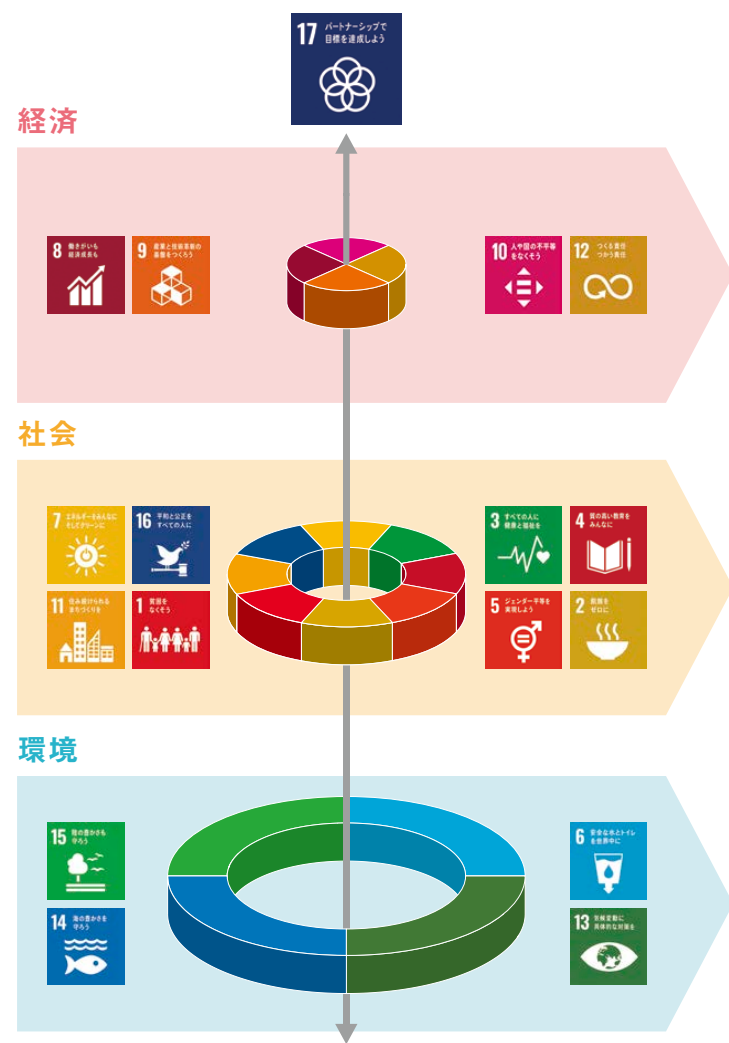 17 パートナーシップで
目標を達成しよう
経済
8 働きがいも
経済成長も
9 産業と技術革新の
基盤をつくろう
10 人や国の不平等
をなくそう
12 つくる責任
つかう責任
社会
7 エネルギーをみんなに
そしてクリーンに
16 平和と公正を
すべての人に
3 すべての人に
健康と福祉を
4 質の高い教育を
みんなに
11 住み続けられる
まちづくりを
1 貧困を
なくそう
5 ジェンダー平等を
実現しよう
2 飢餓を
ゼロに
環境
15 陸の豊かさも
守ろう
6 安全な水とトイレ
を世界中に
14 海の豊かさを
守ろう
13 気候変動に
具体的な対策を